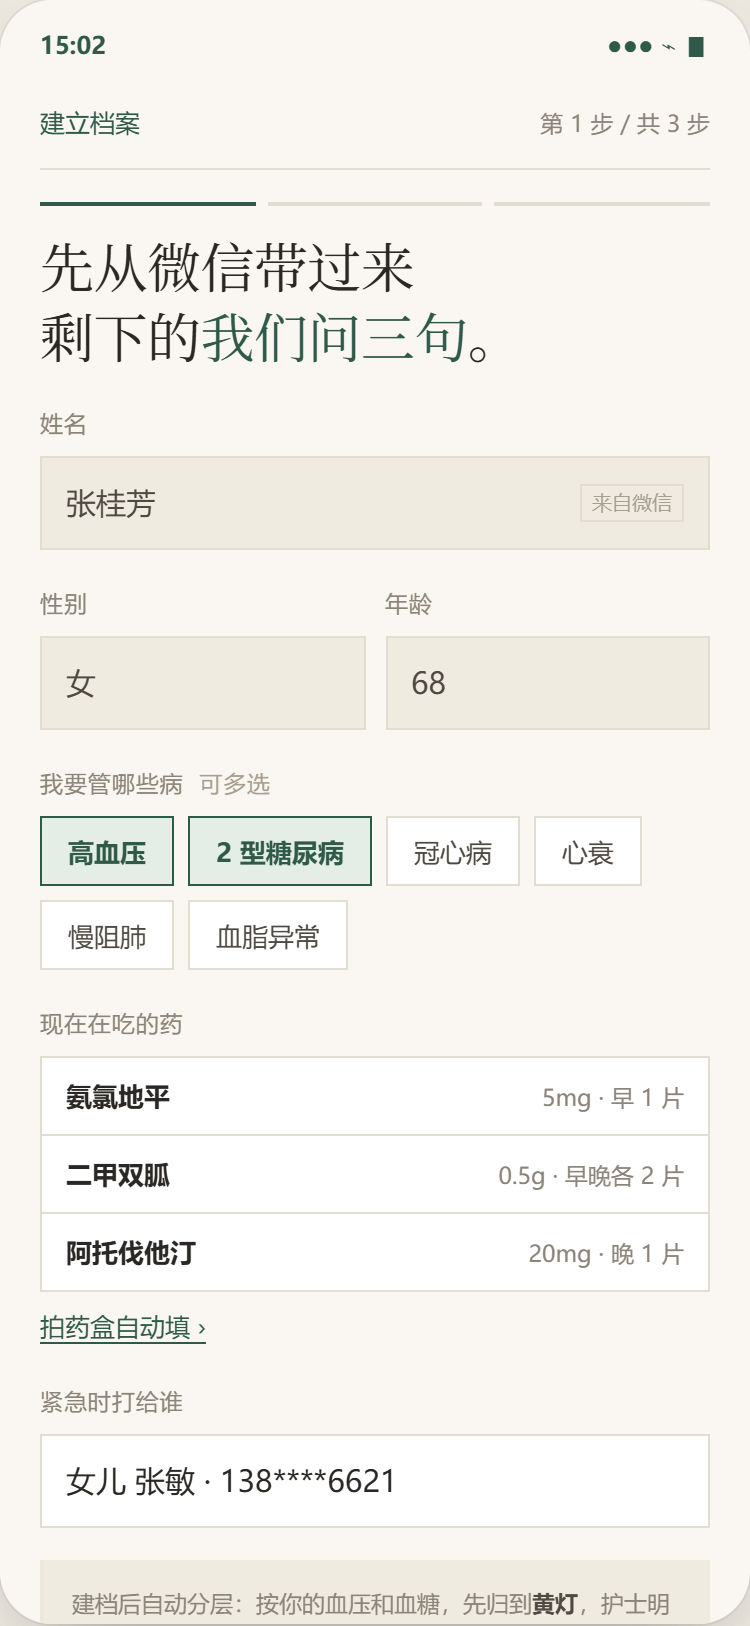 15:02
建立档案 第 1 步 / 共 3 步
先从微信带过来
剩下的我们问三句。
姓名
张桂芳 来自微信
性别 年龄
女 68
我要管哪些病 可多选
高血压 2 型糖尿病 冠心病 心衰
慢阻肺 血脂异常
现在在吃的药
氨氯地平 5mg · 早 1 片
二甲双胍 0.5g · 早晚各 2 片
阿托伐他汀 20mg · 晚 1 片
拍药盒自动填 ›
紧急时打给谁
女儿 张敏 · 138****6621
建档后自动分层：按你的血压和血糖，先归到黄灯，护士明